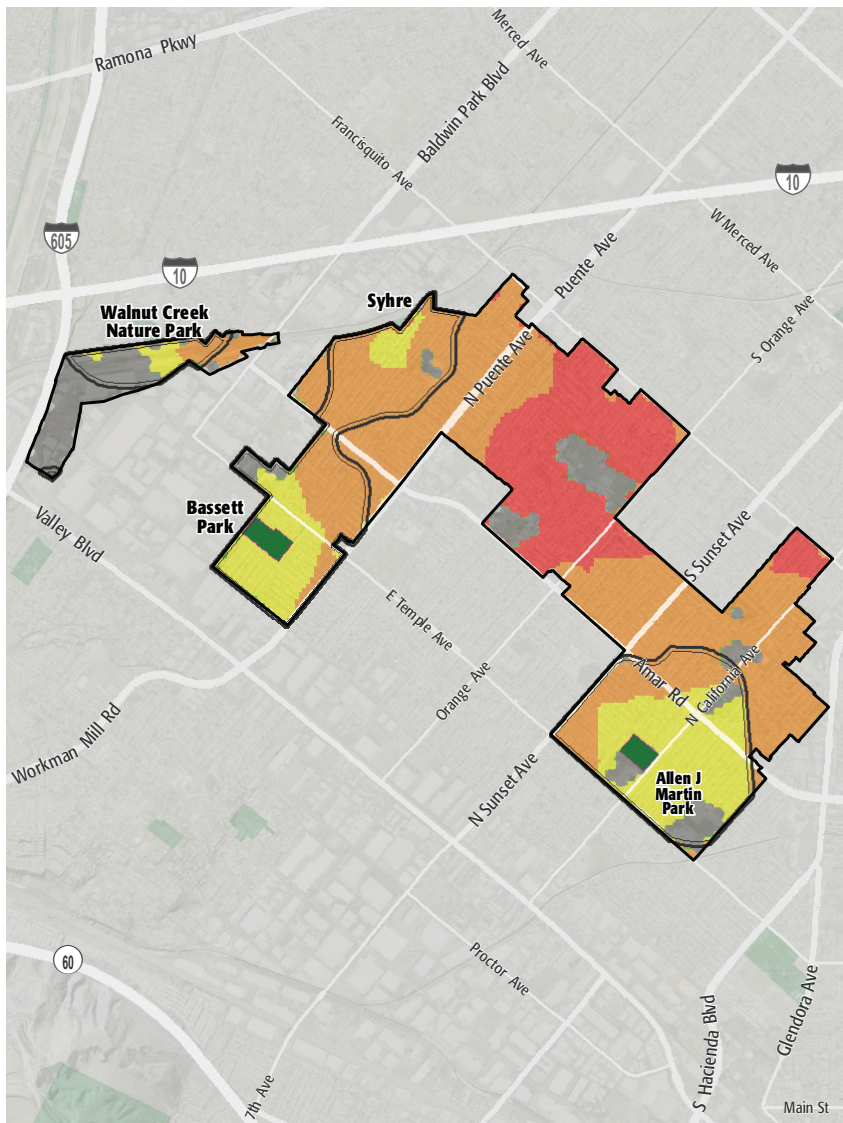 Ramona Pkwy
Merced Ave
Baldwin Park Blvd
Francisquito Ave
10
W Merced Ave
605
Puente Ave
10
S Orange Ave
Syhre
Walnut Creek
Nature Park
N Puente Ave
Bassett
Park
Valley Blvd
S Sunset Ave
E Temple Ave
Orange Ave
Amar Rd
N California Ave
Workman Mill Rd
Allen J
Martin
Park
N Sunset Ave
60
Proctor Ave
S Hacienda Blvd
Glendora Ave
7th Ave
Main St